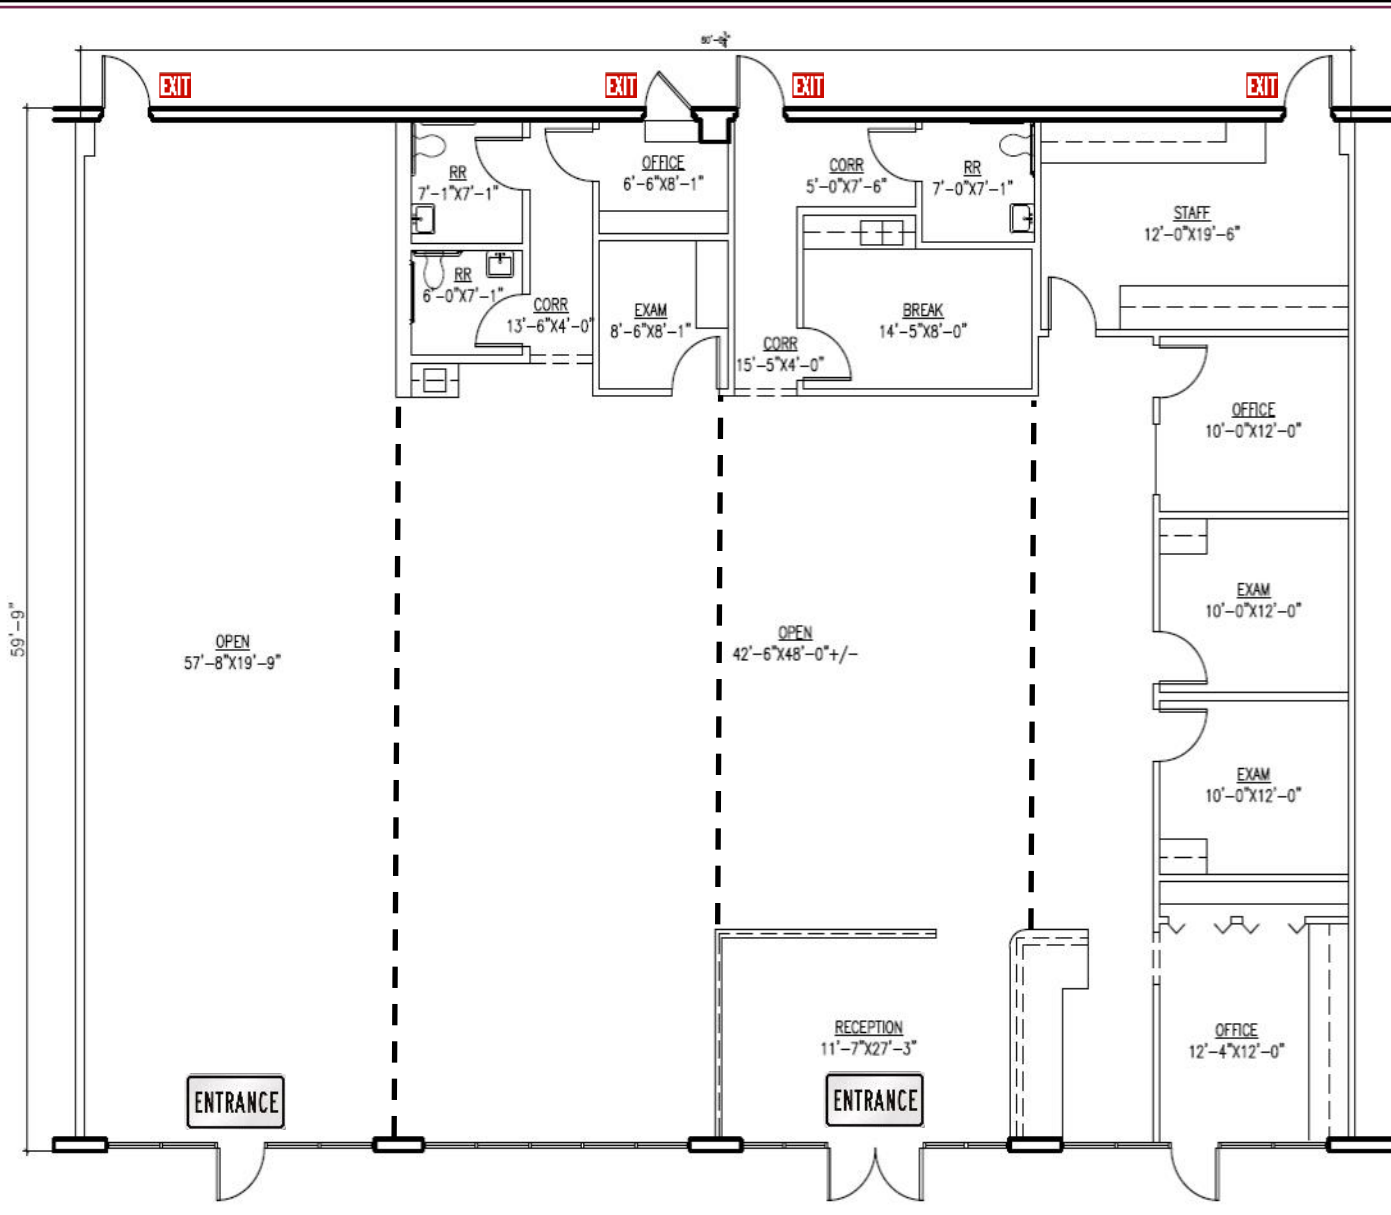 80'-8¾"
EXIT
EXIT
EXIT
EXIT
RR
7'-1"X7'-1"
OFFICE
6'-6"X8'-1"
CORR
5'-0"X7'-6"
RR
7'-0"X7'-1"
STAFF
12'-0"X19'-6"
RR
6'-0"X7'-1"
CORR
13'-6"X4'-0"
EXAM
8'-6"X8'-1"
BREAK
14'-5"X8'-0"
CORR
15'-5"X4'-0"
OFFICE
10'-0"X12'-0"
59'-9"
OPEN
57'-8"X19'-9"
OPEN
42'-6"X48'-0"+/-
EXAM
10'-0"X12'-0"
EXAM
10'-0"X12'-0"
RECEPTION
11'-7"X27'-3"
OFFICE
12'-4"X12'-0"
ENTRANCE
ENTRANCE